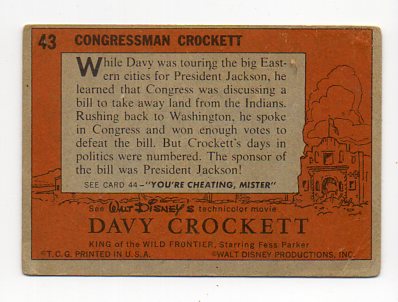 43 CONGRESSMAN CROCKETT
While Davy was touring the big East-
ern cities for President Jackson, he
learned that Congress was discussing a
bill to take away land from the Indians.
Rushing back to Washington, he spoke
in Congress and won enough votes to
defeat the bill. But Crockett's days in
politics were numbered. The sponsor of
the bill was President Jackson!
SEE CARD 44—"YOU'RE CHEATING, MISTER"
See WALT DISNEY'S technicolor movie
DAVY CROCKETT
KING of the WILD FRONTIER, Starring Fess Parker
©T.C.G. PRINTED IN U.S.A. ©WALT DISNEY PRODUCTIONS, INC.